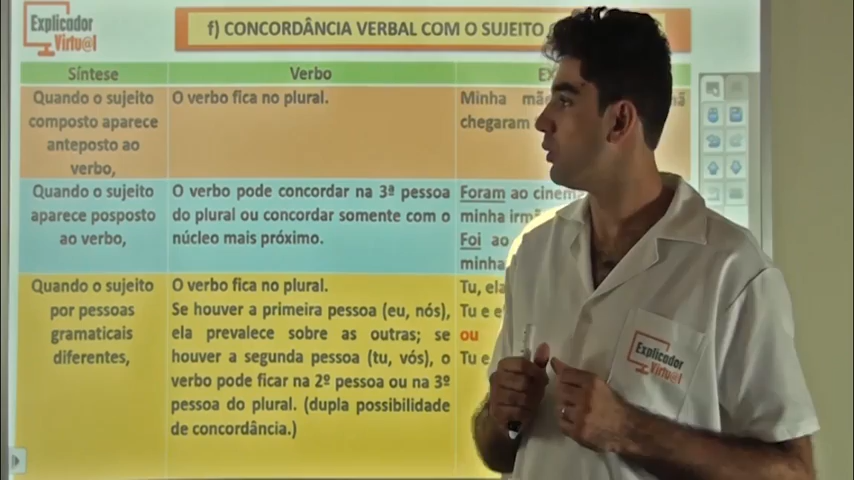 Explicador
Virtu@l
f) CONCORDÂNCIA VERBAL COM O SUJEITO
Síntese
Verbo
Quando o sujeito
composto aparece
anteposto ao
verbo,
O verbo fica no plural.
Minha
chegaram
Quando o sujeito
aparece posposto
ao verbo,
O verbo pode concordar na 3ª pessoa
do plural ou concordar somente com o
núcleo mais próximo.
Foram ao cinema
minha
Foi ao
minha
Quando o sujeito
por pessoas
gramaticais
diferentes,
O verbo fica no plural.
Se houver a primeira pessoa (eu, nós),
ela prevalece sobre as outras; se
houver a segunda pessoa (tu, vós), o
verbo pode ficar na 2ª pessoa ou na 3ª
pessoa do plural. (dupla possibilidade
de concordância.)
Tu,
Tu e
ou
Tu
Explicador
Virtu@l